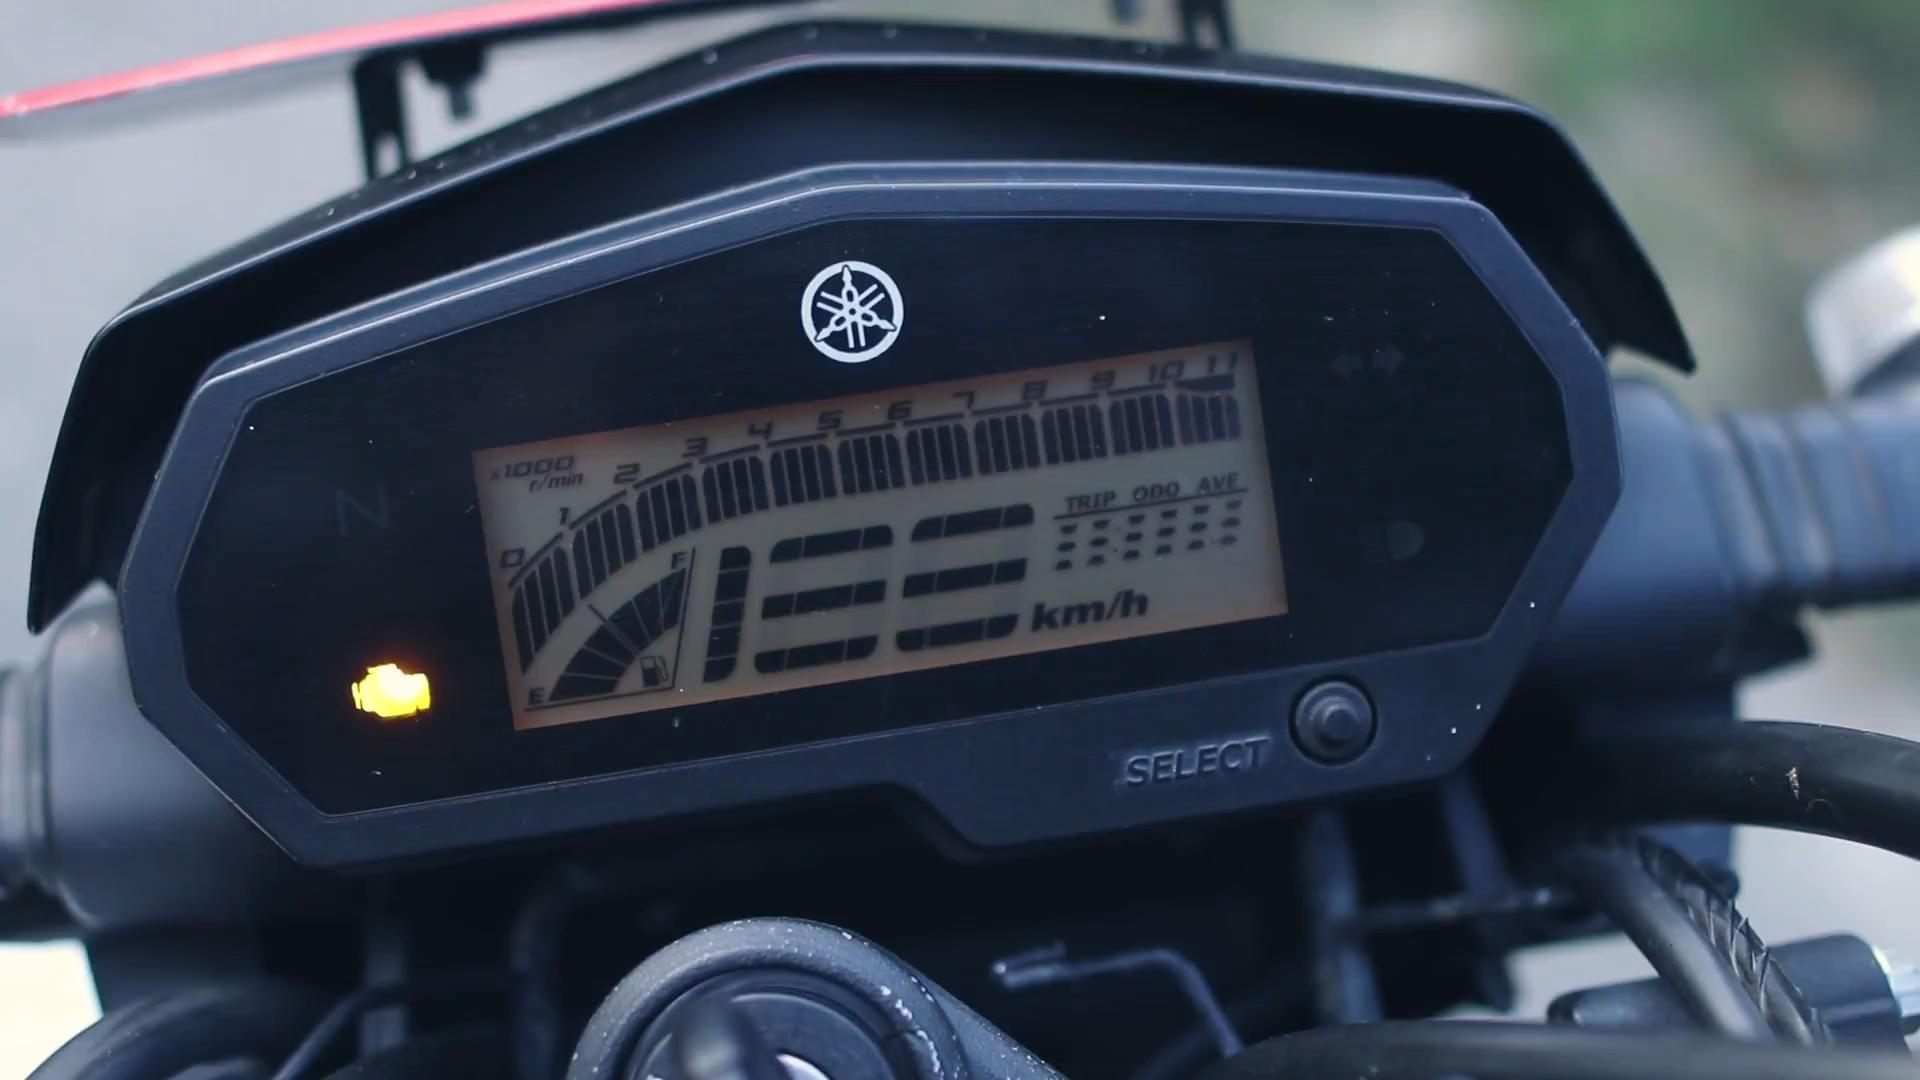 x1000
r/min
0 1 2 3 4 5 6 7 8 9 10 11
N
TRIP ODO AVE
F
E
km/h
SELECT